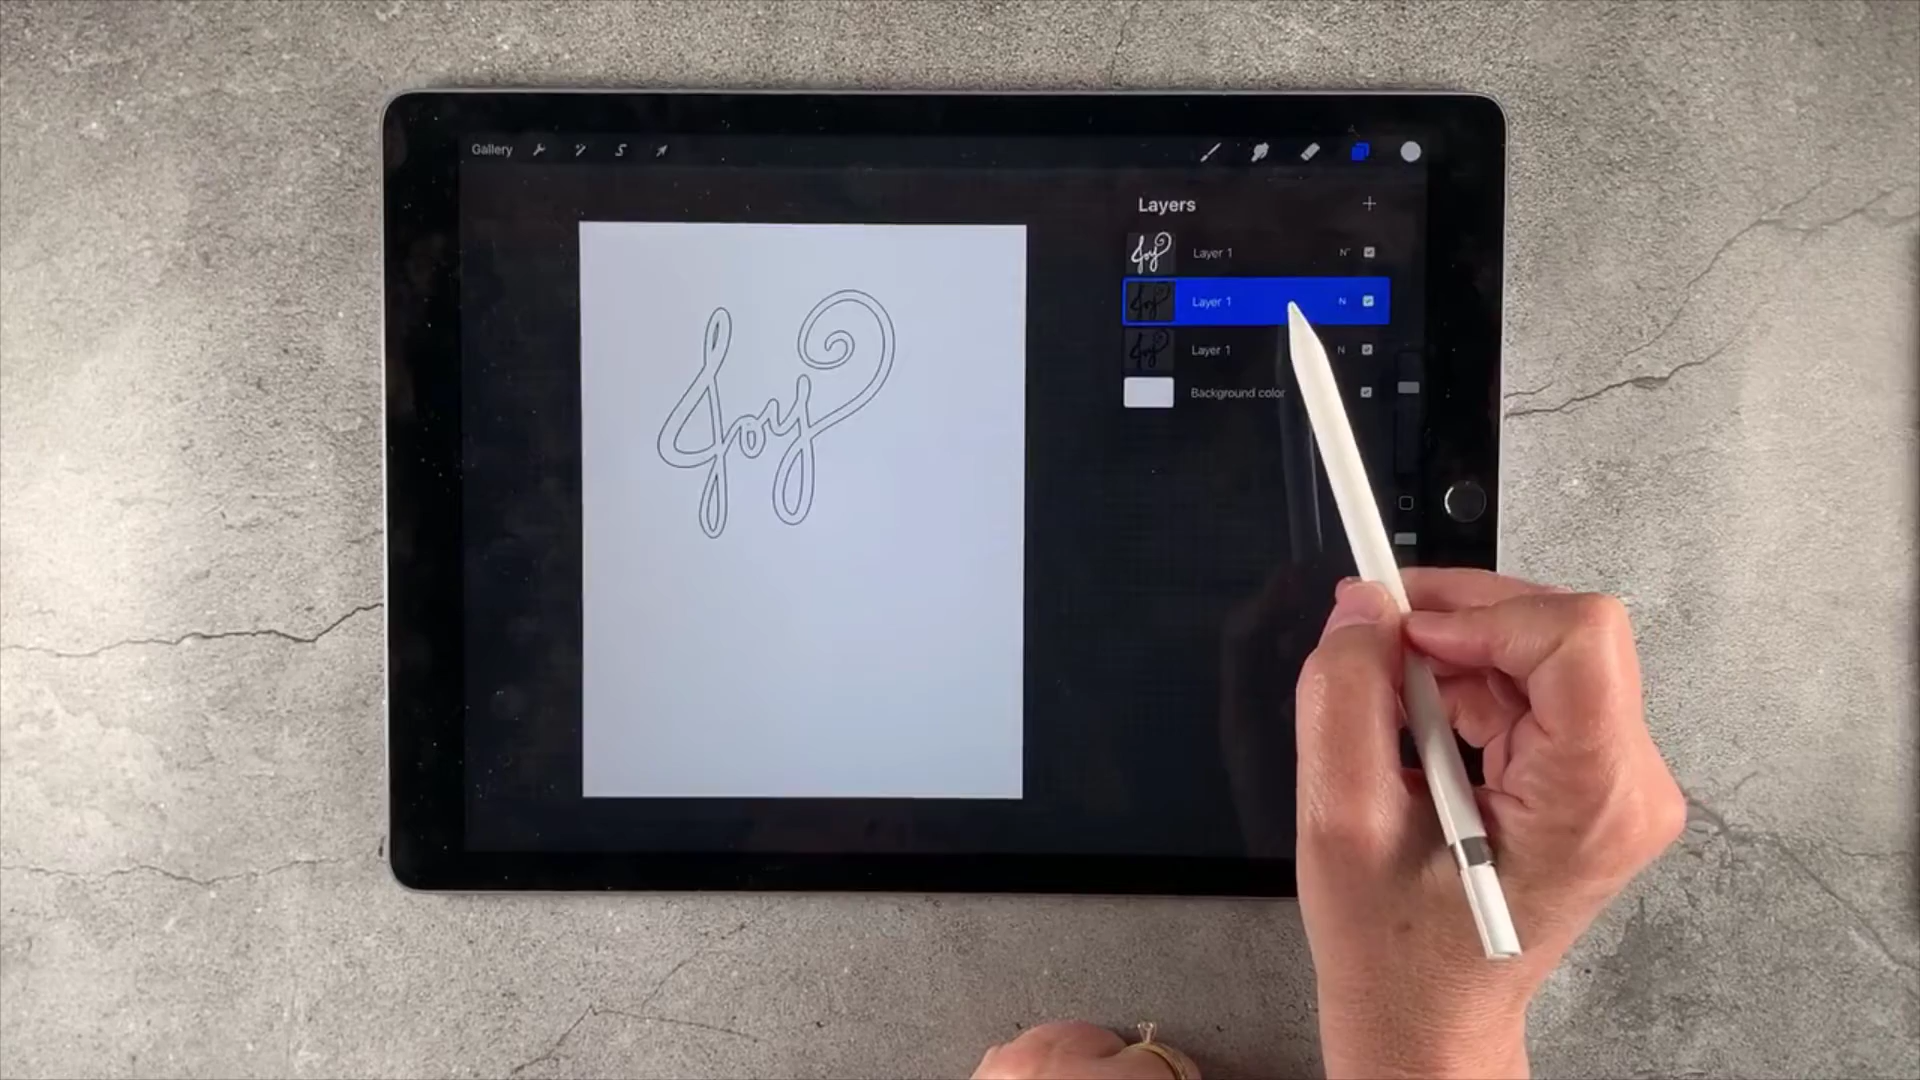 Gallery
Layers
Layer 1 N
Layer 1 N
Layer 1 N
Background color
Joy